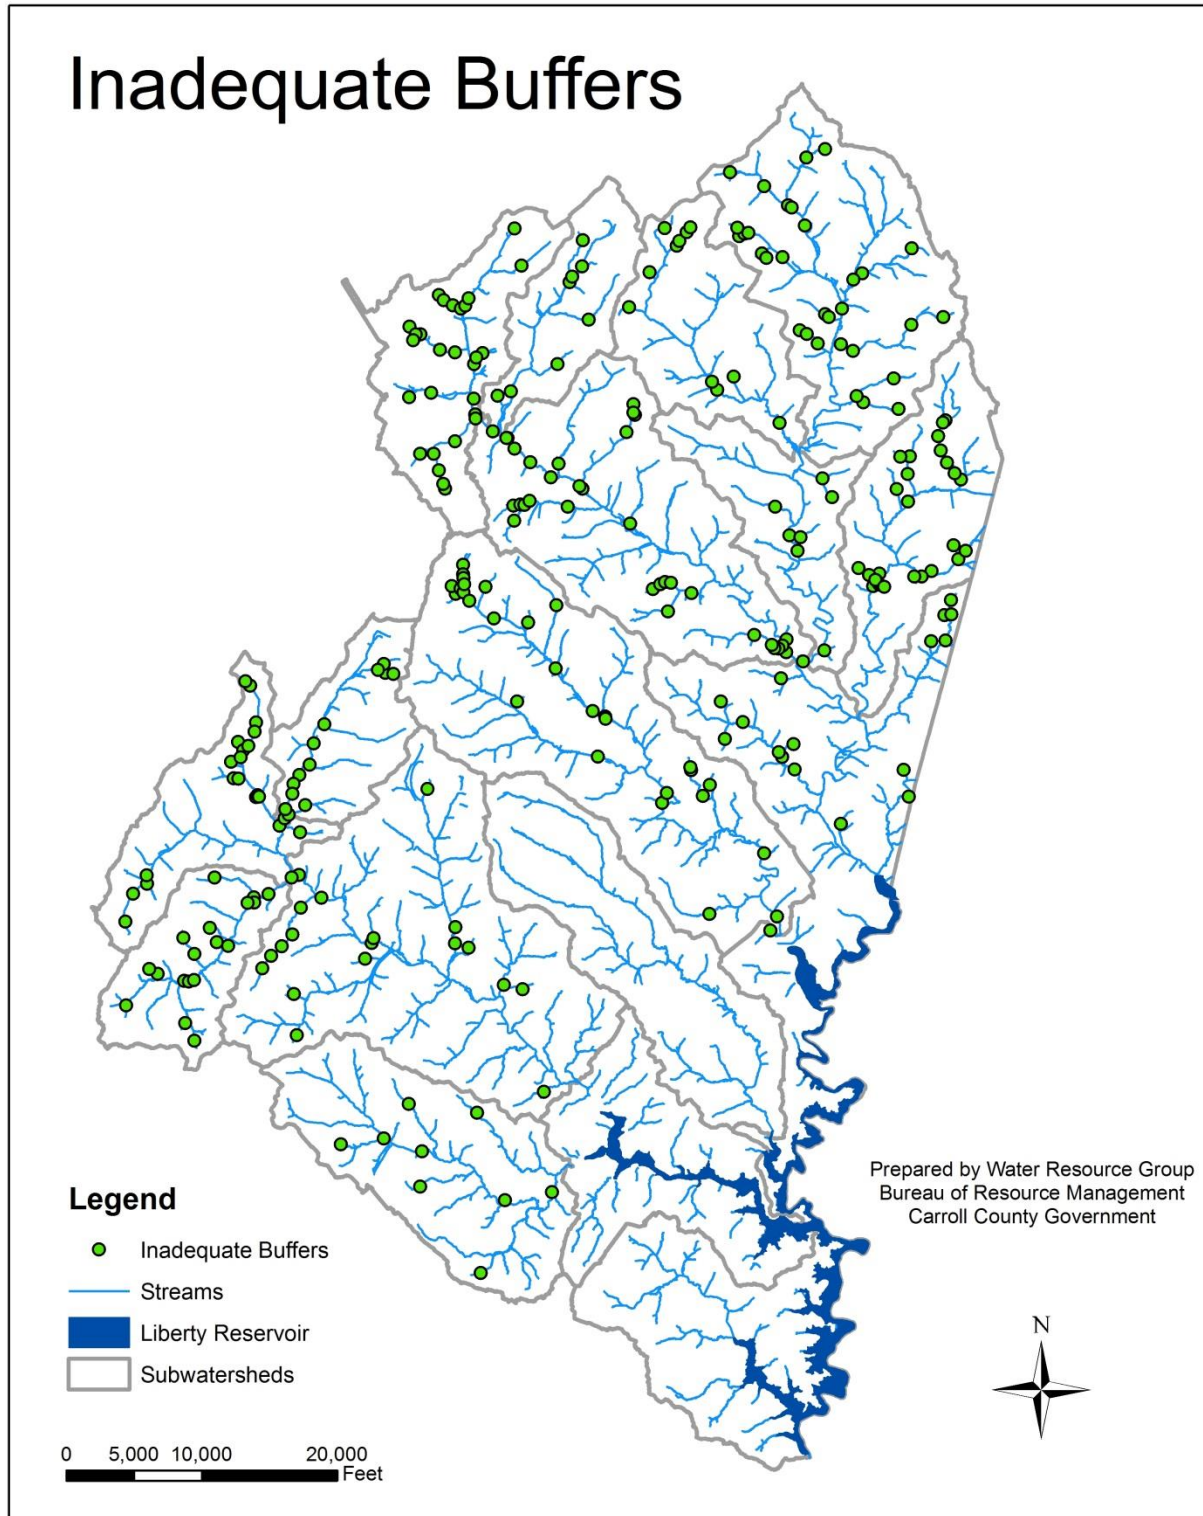 Inadequate Buffers
Prepared by Water Resource Group
Bureau of Resource Management
Carroll County Government
Legend
Inadequate Buffers
Streams
Liberty Reservoir
Subwatersheds
N
0 5,000 10,000 20,000
Feet